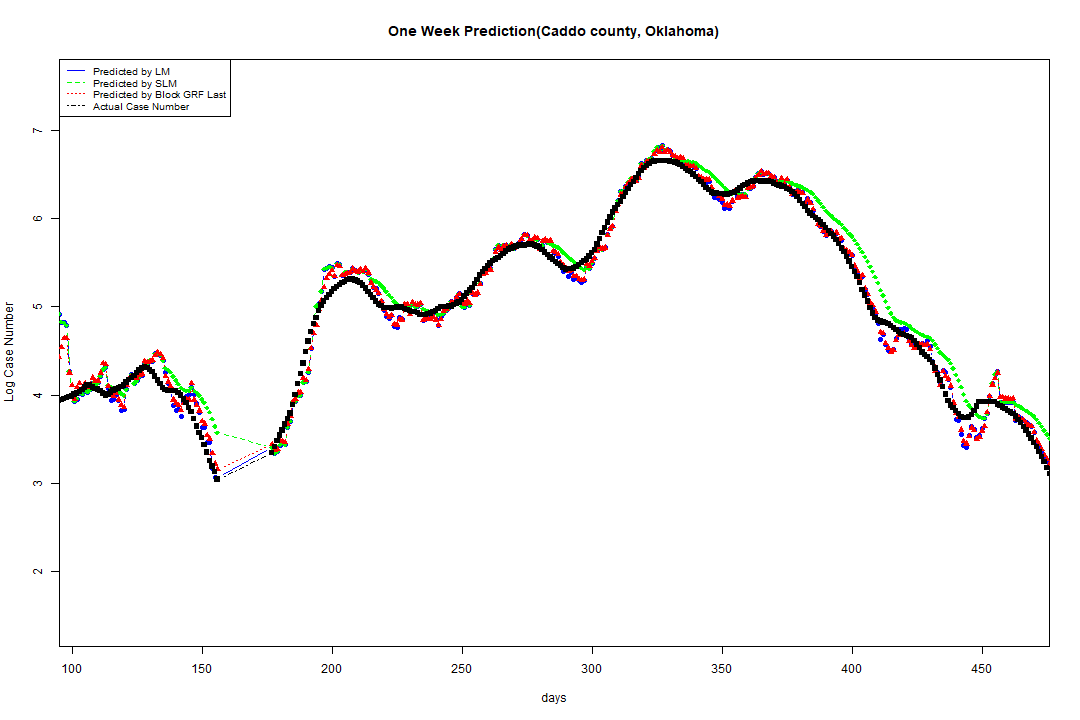 One Week Prediction(Caddo county, Oklahoma)
Predicted by LM
Predicted by SLM
Predicted by Block GRF Last
Actual Case Number
7
6
5
4
3
2
Log Case Number
100 150 200 250 300 350 400 450
days